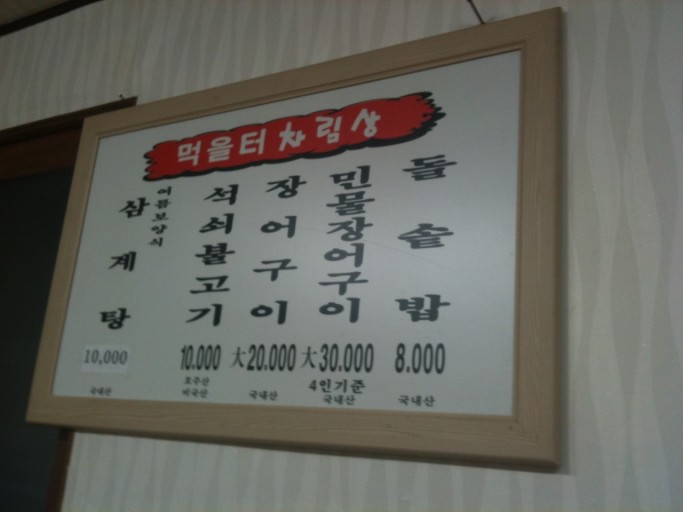 먹을터차림상
돌솥밥
8.000
국내산
민물장어구이
大30.000
4인기준
국내산
장어구이
大20.000
국내산
석쇠불고기
10.000
호주산
미국산
여름보양식
삼계탕
10,000
국내산